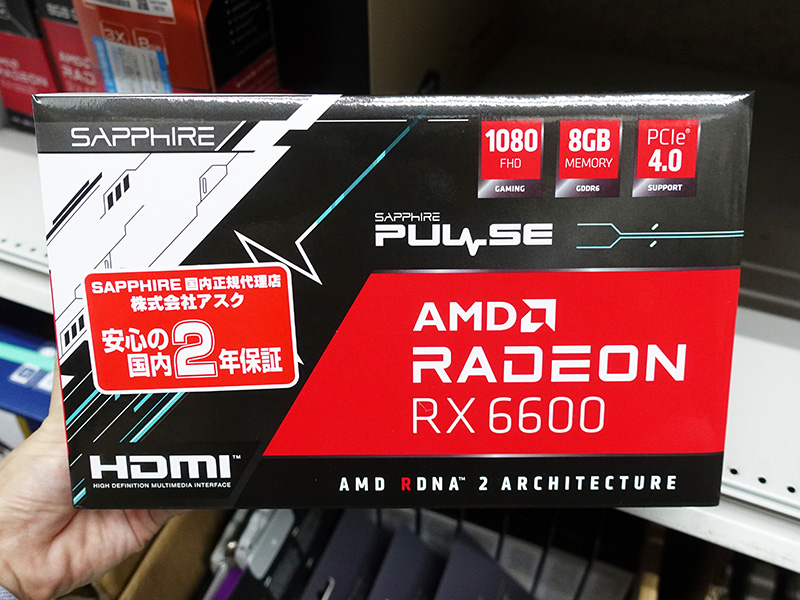 SAPPHIRE
1080
FHD
GAMING
8GB
MEMORY
GDDR6
PCIe®
4.0
SUPPORT
SAPPHIRE
PULSE
SAPPHIRE 国内正規代理店
株式会社アスク
安心の
国内2年保証
AMD
RADEON
RX 6600
HDMI™
HIGH DEFINITION MULTIMEDIA INTERFACE
AMD RDNA™ 2 ARCHITECTURE